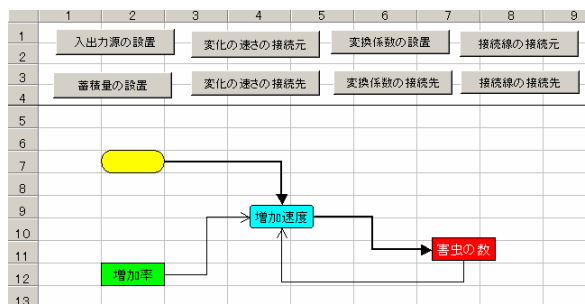 1 2 3 4 5 6 7 8 9
1
入出力源の設置 変化の速さの接続元 変換係数の設置 接続線の接続元
2
3
蓄積量の設置 変化の速さの接続先 変換係数の接続先 接続線の接続先
4
5
6
7
8
9 増加速度
10
害虫の数
11
12 増加率
13